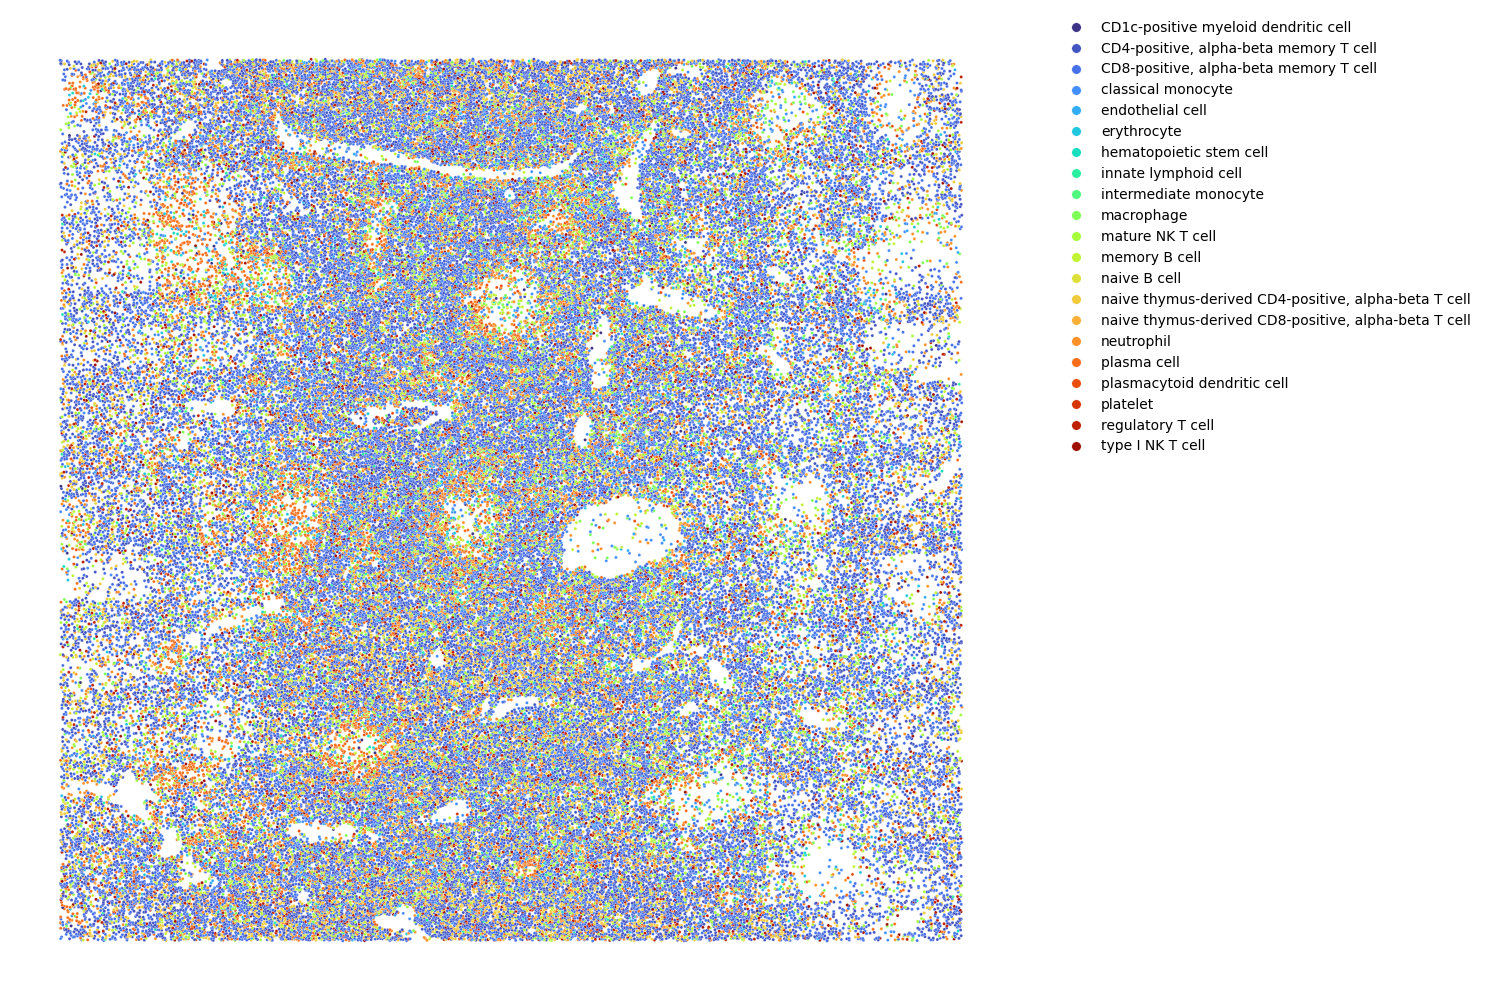 CD1c-positive myeloid dendritic cell
CD4-positive, alpha-beta memory T cell
CD8-positive, alpha-beta memory T cell
classical monocyte
endothelial cell
erythrocyte
hematopoietic stem cell
innate lymphoid cell
intermediate monocyte
macrophage
mature NK T cell
memory B cell
naive B cell
naive thymus-derived CD4-positive, alpha-beta T cell
naive thymus-derived CD8-positive, alpha-beta T cell
neutrophil
plasma cell
plasmacytoid dendritic cell
platelet
regulatory T cell
type I NK T cell